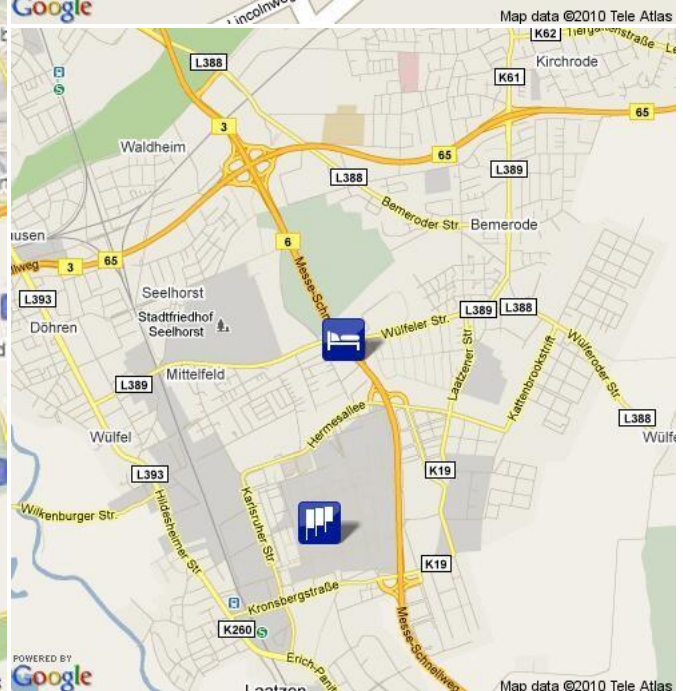 Google
Lincolnweg
Map data ©2010 Tele Atlas
K62
Tiergartenstraße
L388
Kirchrode
K61
3
65
Waldheim
65
L388
L389
Bemeroder Str
Bemerode
6
3
65
Messe-Schn
L393
Seelhorst
Stadtfriedhof
Seelhorst
L389
L388
Döhren
Wülfeler Str.
Mittelfeld
L389
Laatzener Str
Kattenbrookstrift
Wülferoder Str.
L388
Hermesallee
Wülfel
Wülfe
L393
K19
Karlsruher Str
Wilkenburger Str.
Hildesheimer Str
K19
Kronsbergstraße
K260
Messe-Schnellweg
POWERED BY
Google
Laatzen
Map data ©2010 Tele Atlas